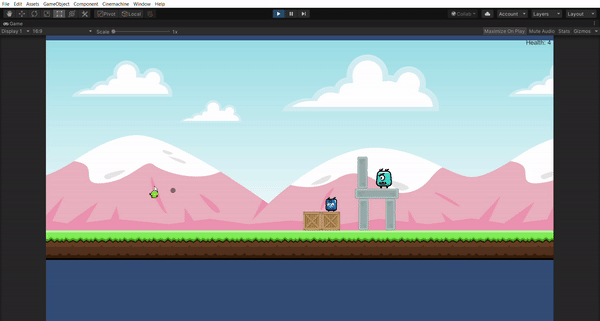 File Edit Assets GameObject Component Cinemachine Window Help
Pivot Local Collab Account Layers Layout
Game
Display 1 16:9 Scale 1x Maximize On Play Mute Audio Stats Gizmos
Health: 4